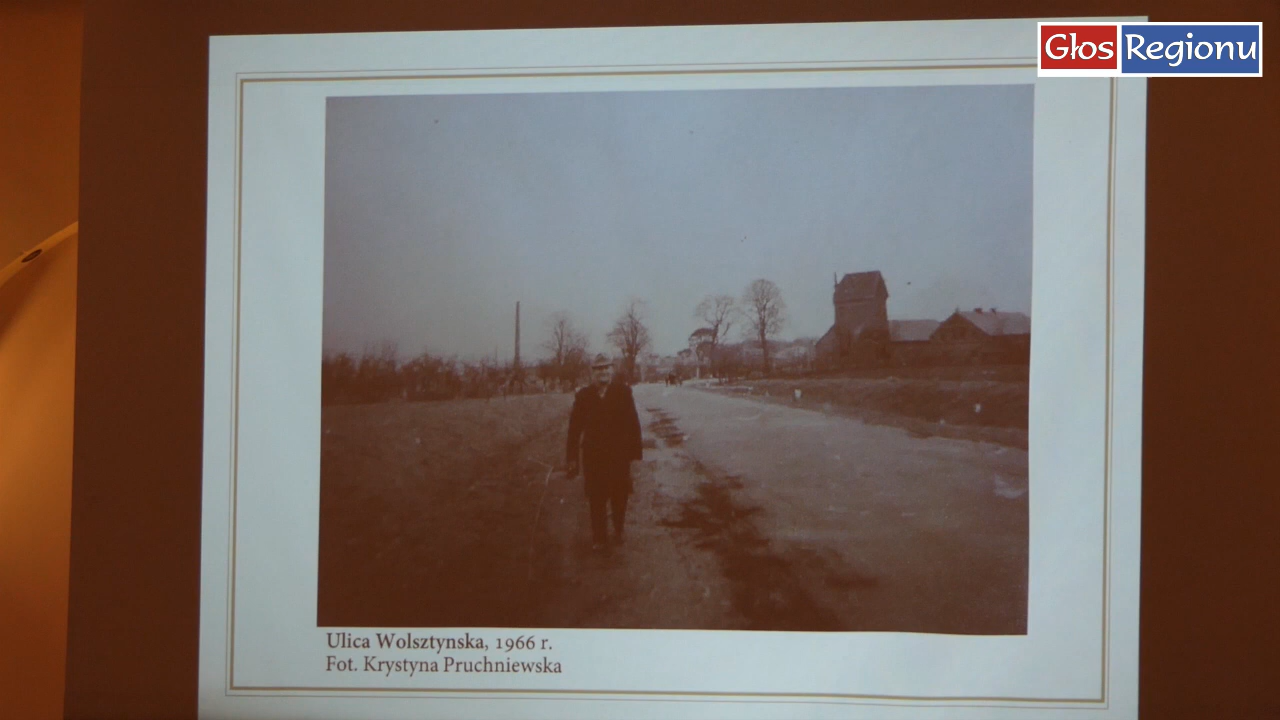 Głos Regionu
Ulica Wolsztynska, 1966 r.
Fot. Krystyna Pruchniewska